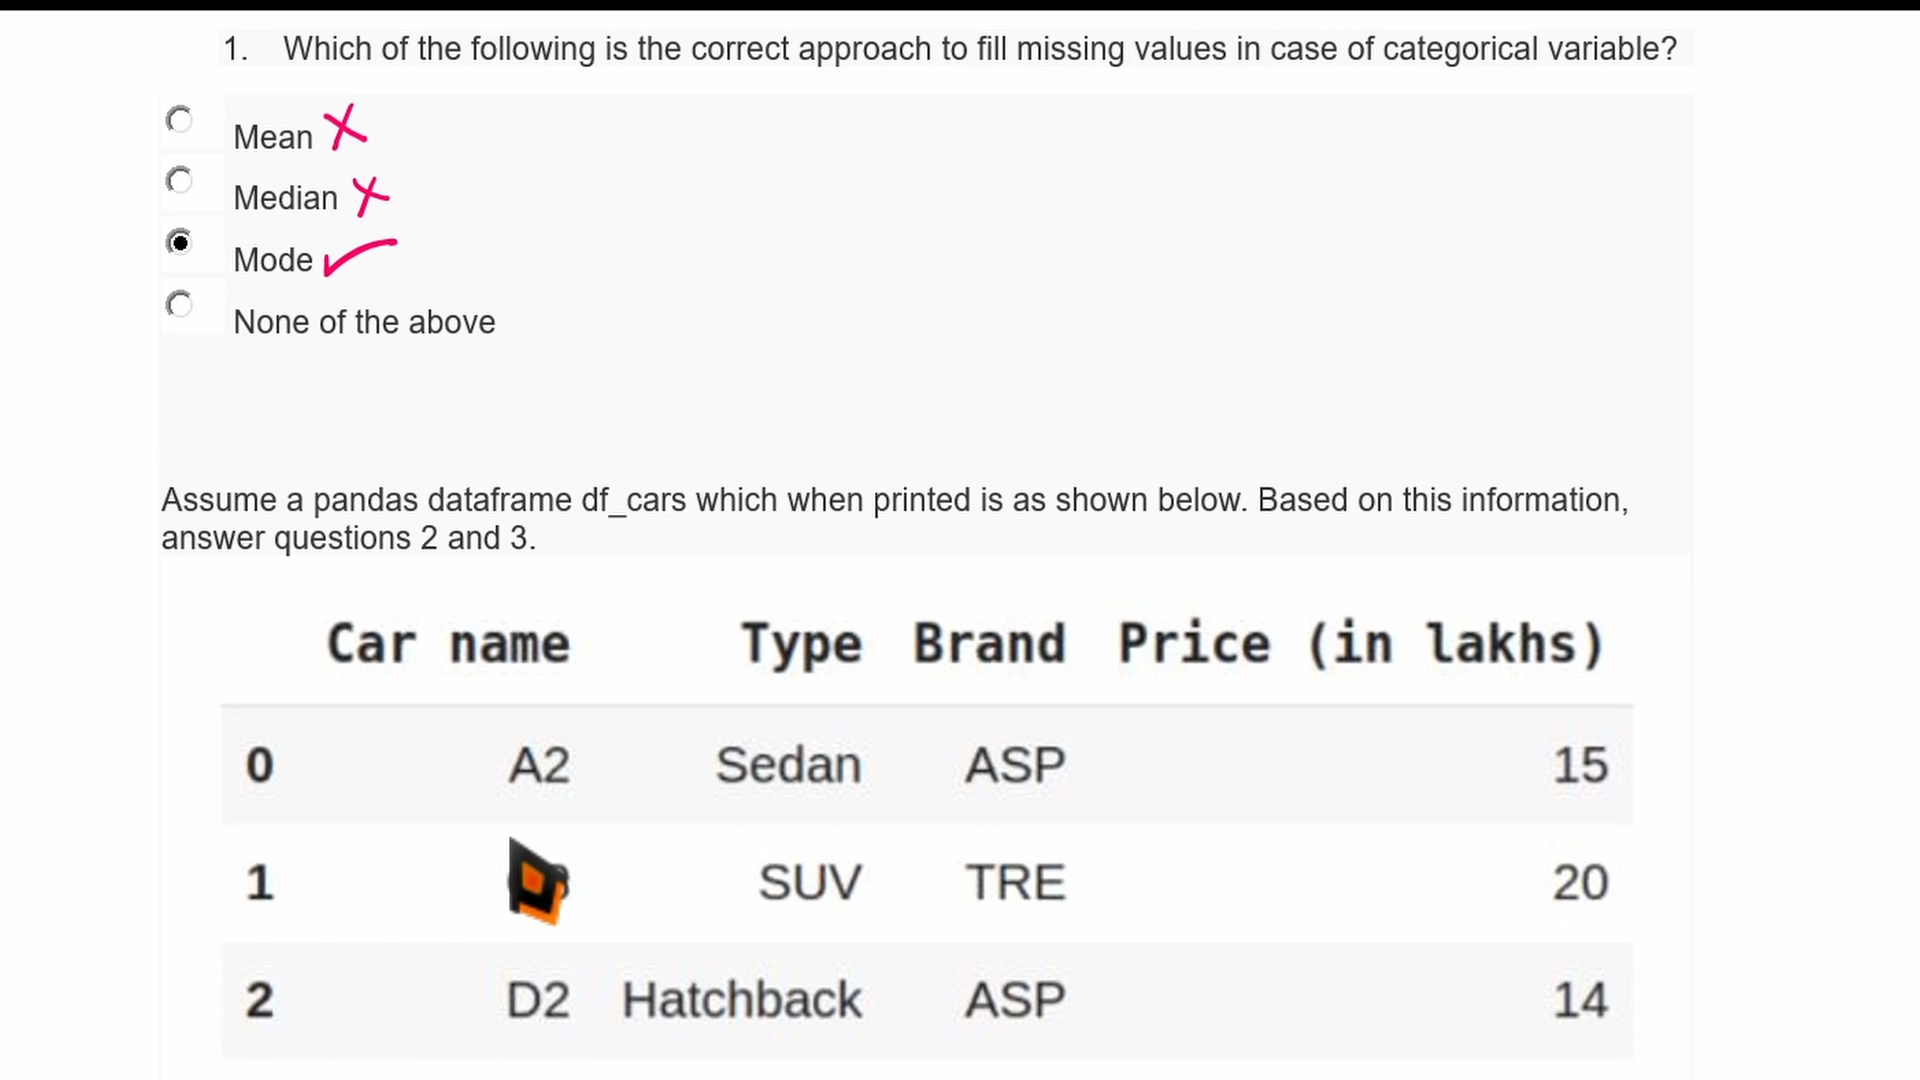 1. Which of the following is the correct approach to fill missing values in case of categorical variable?
Mean
Median
Mode
None of the above
Assume a pandas dataframe df_cars which when printed is as shown below. Based on this information,
answer questions 2 and 3.
Car name Type Brand Price (in lakhs)
0 A2 Sedan ASP 15
1 SUV TRE 20
2 D2 Hatchback ASP 14